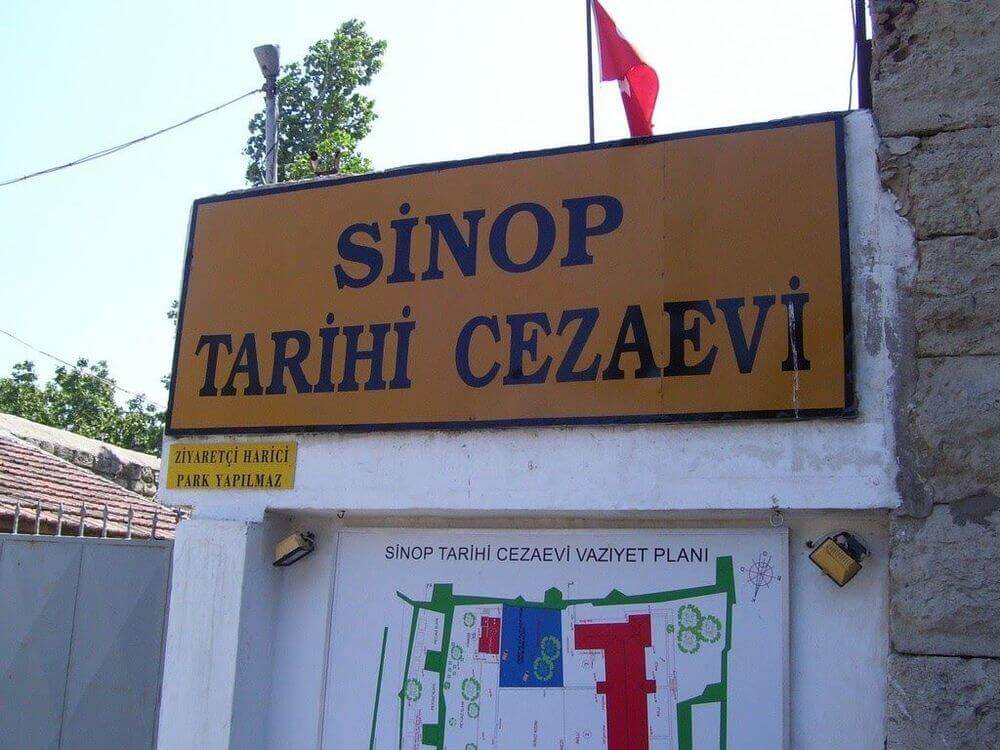 SİNOP
TARİHİ CEZAEVİ
ZİYARETÇİ HARİCİ
PARK YAPILMAZ
SİNOP TARİHİ CEZAEVİ VAZİYET PLANI